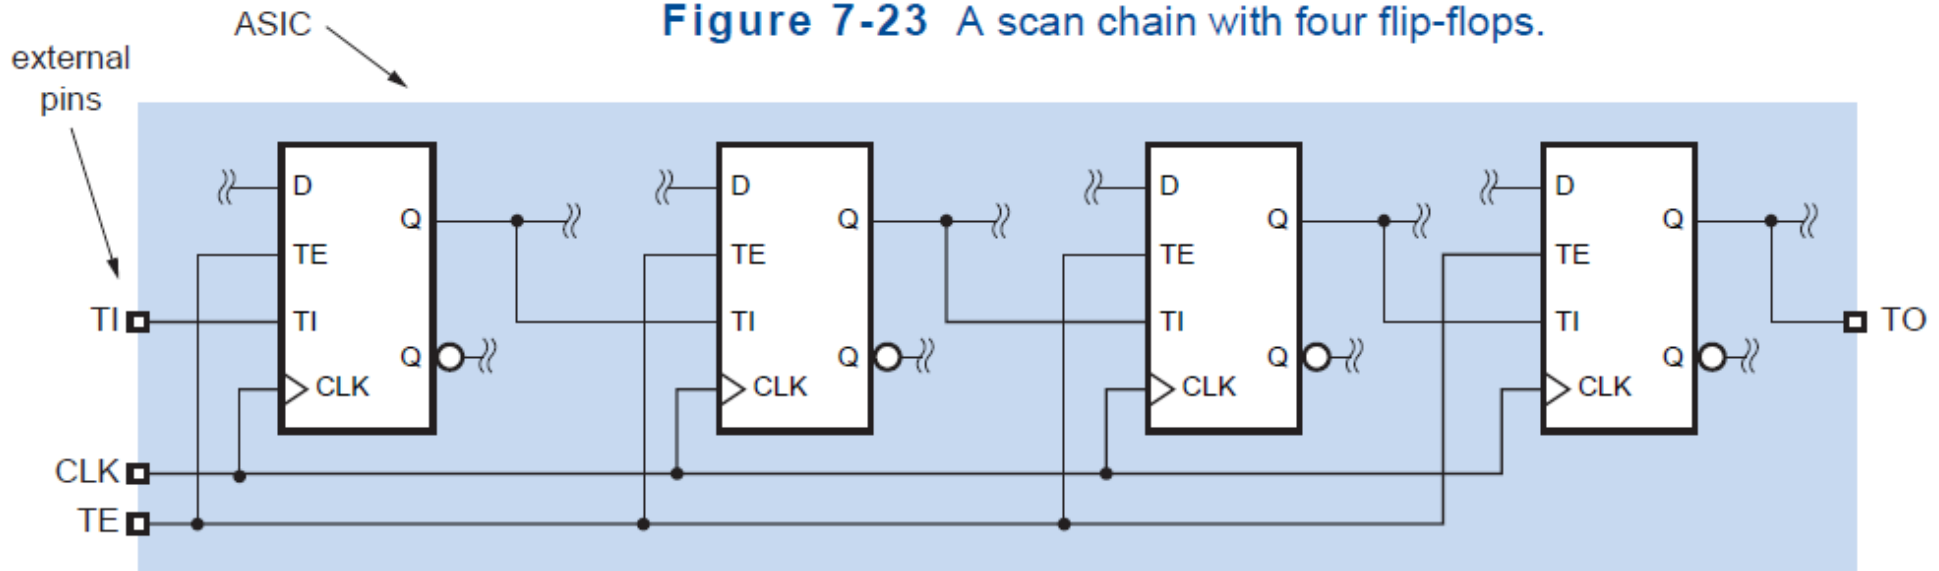 ASIC
Figure 7-23 A scan chain with four flip-flops.
external
pins
D
Q
TE
TI
Q
CLK
D
Q
TE
TI
Q
CLK
D
Q
TE
TI
Q
CLK
D
Q
TE
TI
Q
CLK
TI
TO
CLK
TE